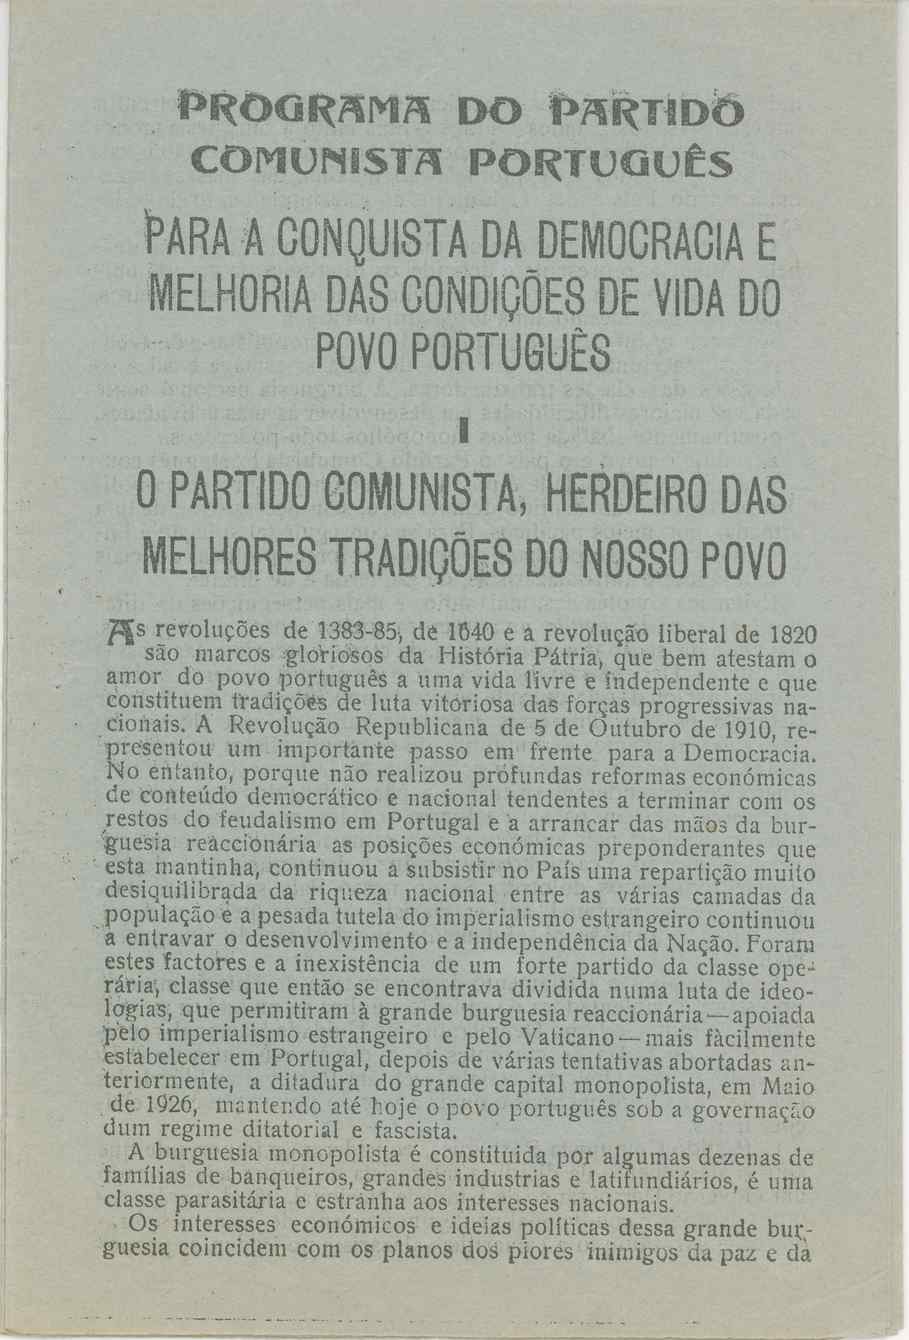 PROGRAMA DO PARTIDO
COMUNISTA PORTUGUÊS
PARA A CONQUISTA DA DEMOCRACIA E
MELHORIA DAS CONDIÇÕES DE VIDA DO
POVO PORTUGUÊS
I
O PARTIDO COMUNISTA, HERDEIRO DAS
MELHORES TRADIÇÕES DO NOSSO POVO
As revoluções de 1383-85, de 1640 e a revolução liberal de 1820
são marcos gloriosos da História Pátria, que bem atestam o
amor do povo português a uma vida livre e independente e que
constituem tradições de luta vitoriosa das forças progressivas na-
cionais. A Revolução Republicana de 5 de Outubro de 1910, re-
presentou um importante passo em frente para a Democracia.
No entanto, porque não realizou profundas reformas económicas
de conteúdo democrático e nacional tendentes a terminar com os
restos do feudalismo em Portugal e a arrancar das mãos da bur-
guesia reaccionária as posições económicas preponderantes que
esta mantinha, continuou a subsistir no País uma repartição muito
desiquilibrada da riqueza nacional entre as várias camadas da
população e a pesada tutela do imperialismo estrangeiro continuou
a entravar o desenvolvimento e a independência da Nação. Foram
estes factores e a inexistência de um forte partido da classe ope-
rária, classe que então se encontrava dividida numa luta de ideo-
logias, que permitiram à grande burguesia reaccionária—apoiada
pelo imperialismo estrangeiro e pelo Vaticano—mais fàcilmente
estabelecer em Portugal, depois de várias tentativas abortadas an-
teriormente, a ditadura do grande capital monopolista, em Maio
de 1926, mantendo até hoje o povo português sob a governação
dum regime ditatorial e fascista.
A burguesia monopolista é constituida por algumas dezenas de
famílias de banqueiros, grandes industrias e latifundiários, é uma
classe parasitária e estranha aos interesses nacionais.
Os interesses económicos e ideias políticas dessa grande bur-
guesia coincidem com os planos dos piores inimigos da paz e da